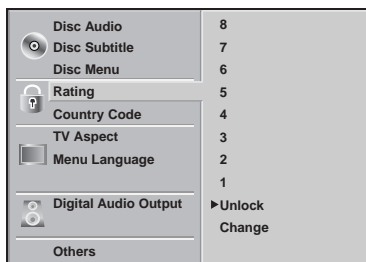 Disc Audio
Disc Subtitle
Disc Menu
Rating
Country Code
TV Aspect
Menu Language
Digital Audio Output
Others
8
7
6
5
4
3
2
1
Unlock
Change